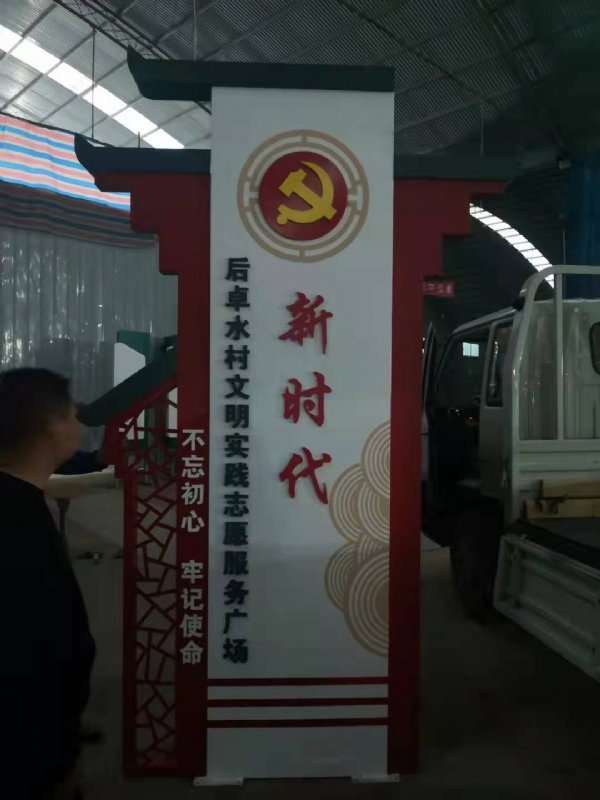 新时代
后卓水村文明实践志愿服务广场
不忘初心 牢记使命